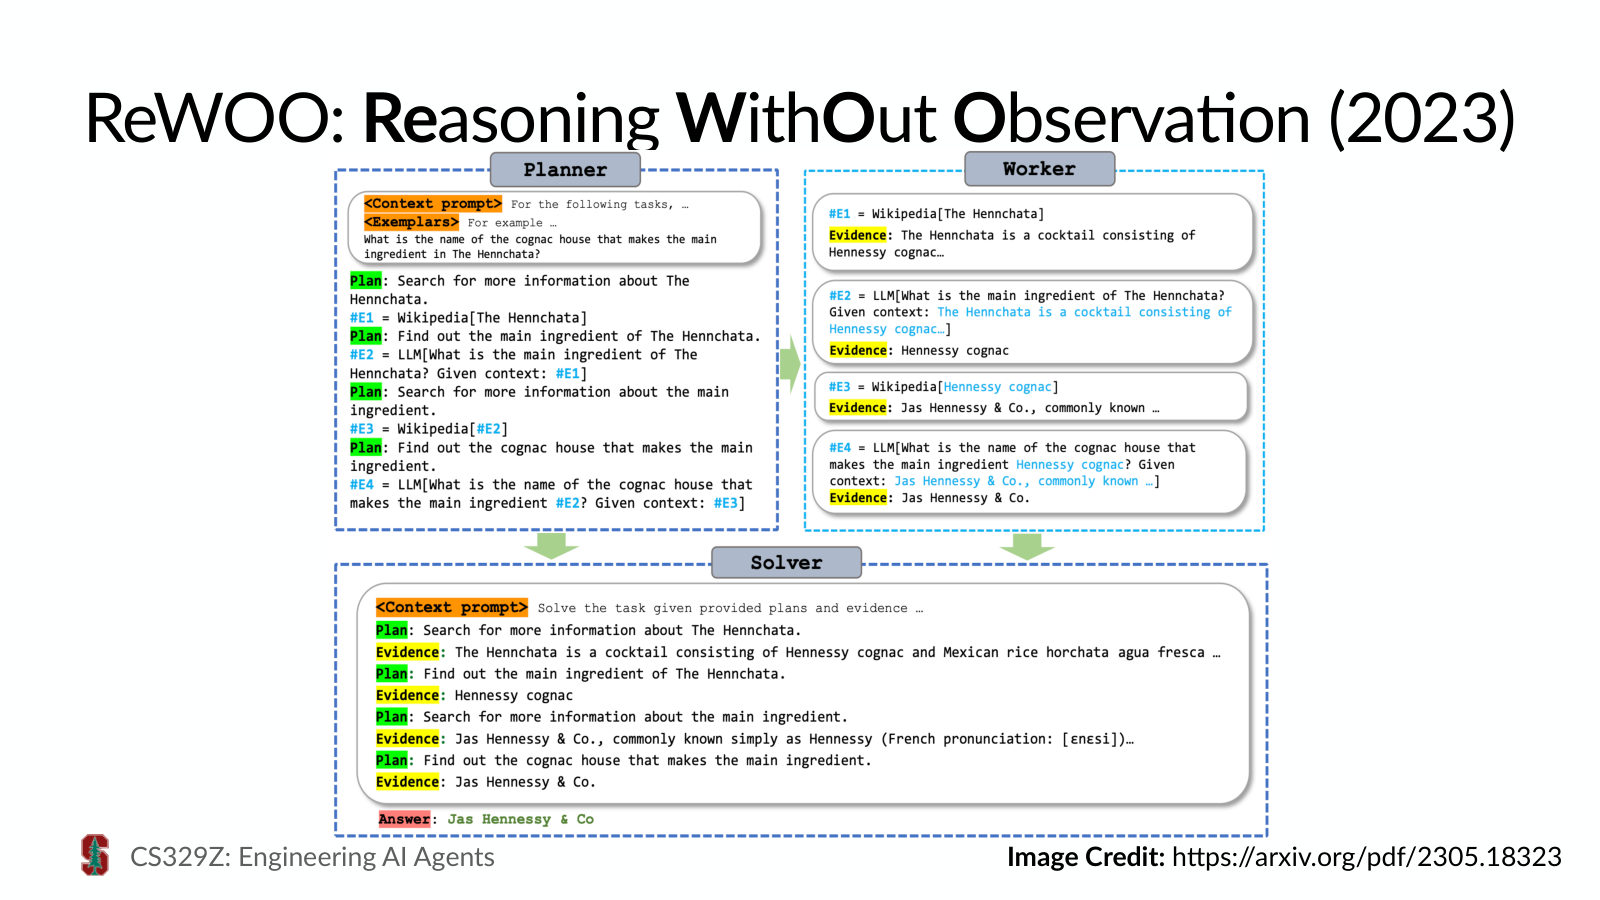 ReWOO: Reasoning WithOut Observation (2023)
Planner
<Context prompt> For the following tasks, …
<Exemplars> For example …
What is the name of the cognac house that makes the main
ingredient in The Hennchata?
Plan: Search for more information about The
Hennchata.
#E1 = Wikipedia[The Hennchata]
Plan: Find out the main ingredient of The Hennchata.
#E2 = LLM[What is the main ingredient of The
Hennchata? Given context: #E1]
Plan: Search for more information about the main
ingredient.
#E3 = Wikipedia[#E2]
Plan: Find out the cognac house that makes the main
ingredient.
#E4 = LLM[What is the name of the cognac house that
makes the main ingredient #E2? Given context: #E3]
Worker
#E1 = Wikipedia[The Hennchata]
Evidence: The Hennchata is a cocktail consisting of
Hennessy cognac…
#E2 = LLM[What is the main ingredient of The Hennchata?
Given context: The Hennchata is a cocktail consisting of
Hennessy cognac…]
Evidence: Hennessy cognac
#E3 = Wikipedia[Hennessy cognac]
Evidence: Jas Hennessy & Co., commonly known …
#E4 = LLM[What is the name of the cognac house that
makes the main ingredient Hennessy cognac? Given
context: Jas Hennessy & Co., commonly known …]
Evidence: Jas Hennessy & Co.
Solver
<Context prompt> Solve the task given provided plans and evidence …
Plan: Search for more information about The Hennchata.
Evidence: The Hennchata is a cocktail consisting of Hennessy cognac and Mexican rice horchata agua fresca …
Plan: Find out the main ingredient of The Hennchata.
Evidence: Hennessy cognac
Plan: Search for more information about the main ingredient.
Evidence: Jas Hennessy & Co., commonly known simply as Hennessy (French pronunciation: [ɛnɛsi])…
Plan: Find out the cognac house that makes the main ingredient.
Evidence: Jas Hennessy & Co.
Answer: Jas Hennessy & Co
CS329Z: Engineering AI Agents
Image Credit: https://arxiv.org/pdf/2305.18323